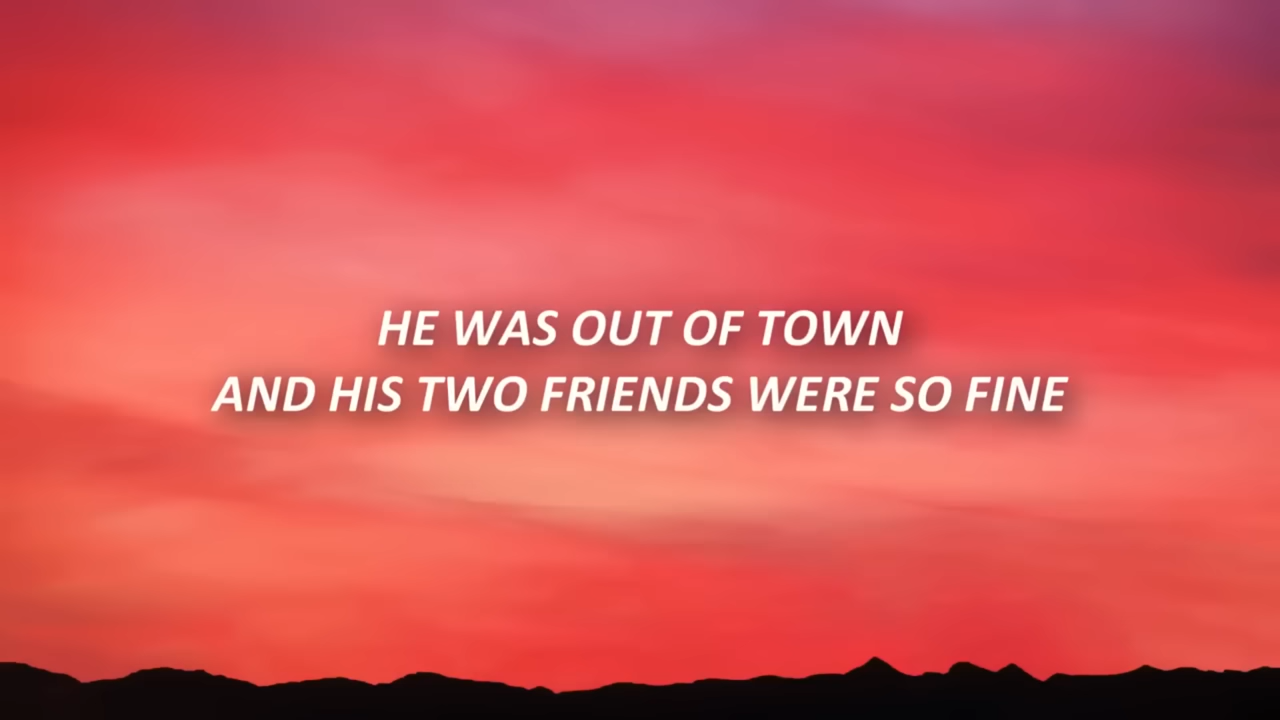 HE WAS OUT OF TOWN
AND HIS TWO FRIENDS WERE SO FINE